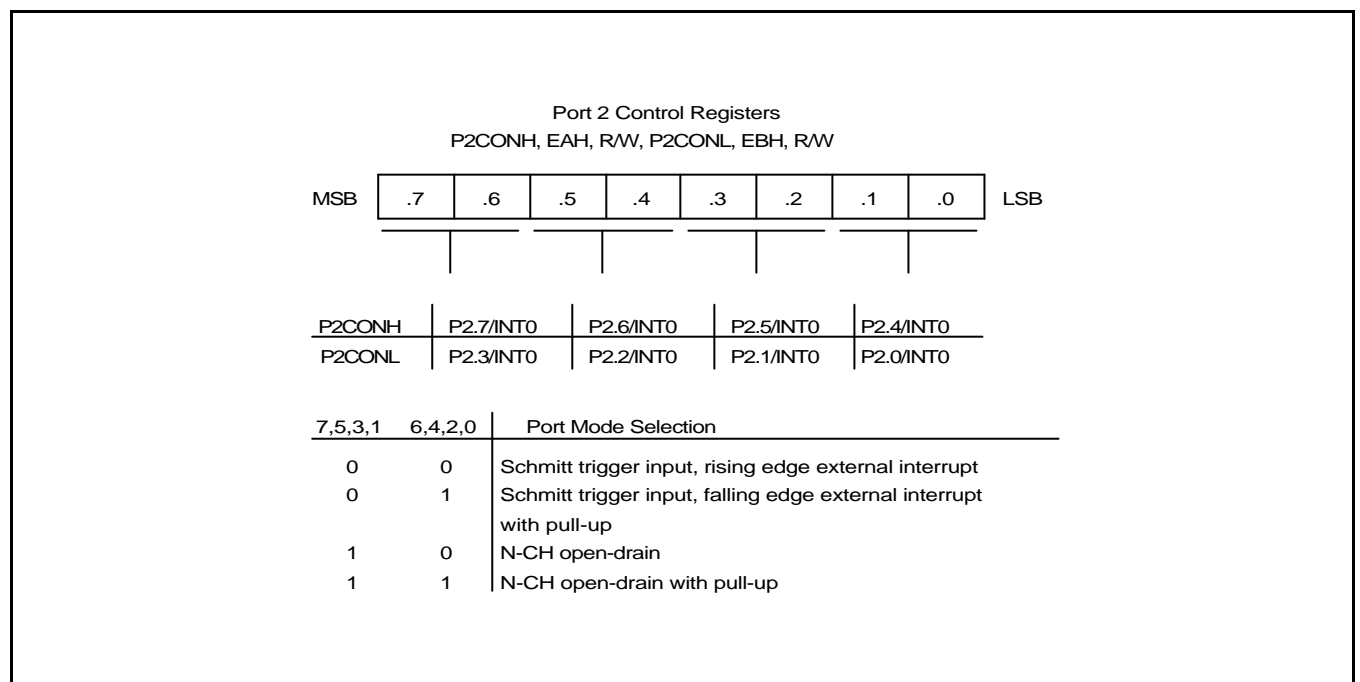 Port 2 Control Registers
P2CONH, EAH, R/W, P2CONL, EBH, R/W
MSB .7 .6 .5 .4 .3 .2 .1 .0 LSB
P2CONH P2.7/INT0 P2.6/INT0 P2.5/INT0 P2.4/INT0
P2CONL P2.3/INT0 P2.2/INT0 P2.1/INT0 P2.0/INT0
7,5,3,1 6,4,2,0 Port Mode Selection
0 0 Schmitt trigger input, rising edge external interrupt
0 1 Schmitt trigger input, falling edge external interrupt
with pull-up
1 0 N-CH open-drain
1 1 N-CH open-drain with pull-up